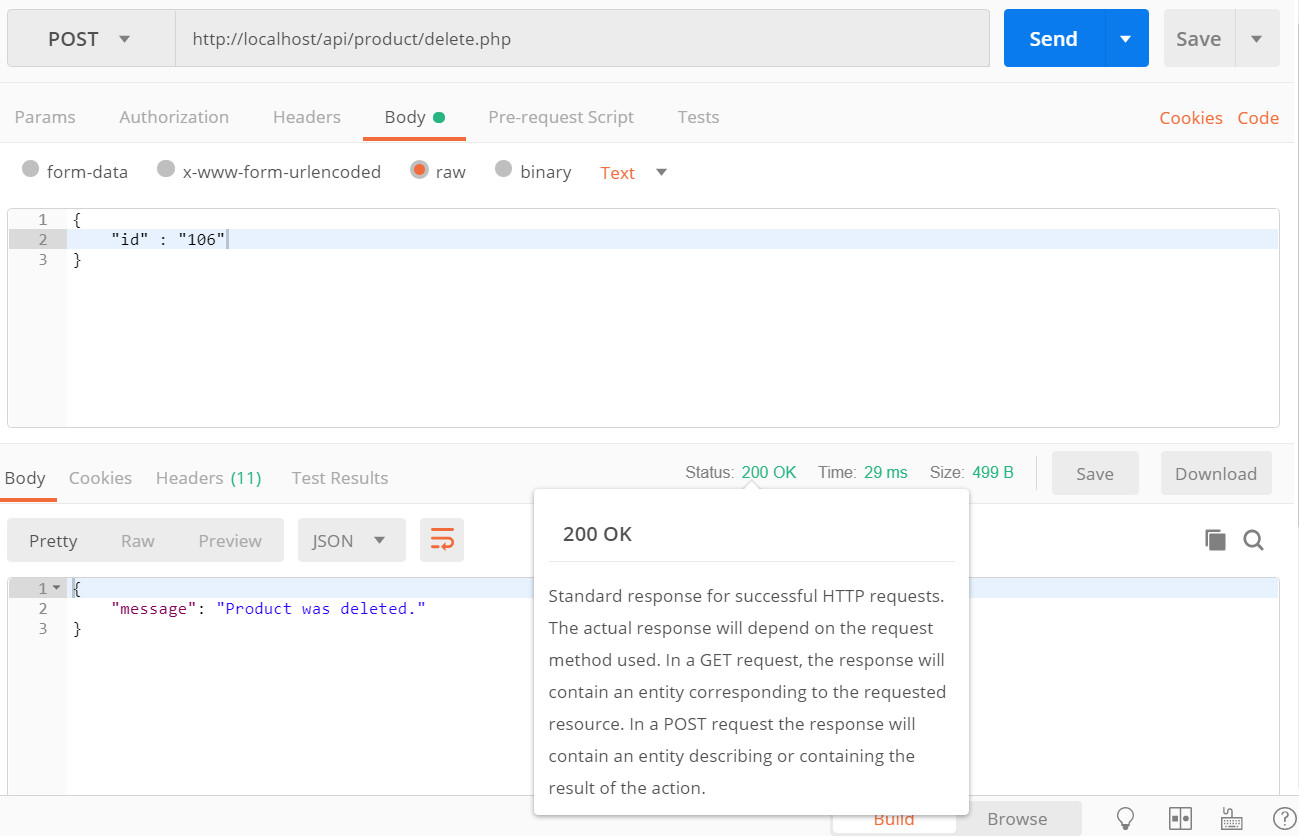 POST http://localhost/api/product/delete.php Send Save
Params Authorization Headers Body Pre-request Script Tests Cookies Code
form-data x-www-form-urlencoded raw binary Text
1 {
2 "id" : "106"
3 }
Body Cookies Headers (11) Test Results Status: 200 OK Time: 29 ms Size: 499 B Save Download
Pretty Raw Preview JSON
1 {
2 "message": "Product was deleted."
3 }
200 OK
Standard response for successful HTTP requests.
The actual response will depend on the request
method used. In a GET request, the response will
contain an entity corresponding to the requested
resource. In a POST request the response will
contain an entity describing or containing the
result of the action.
Build Browse